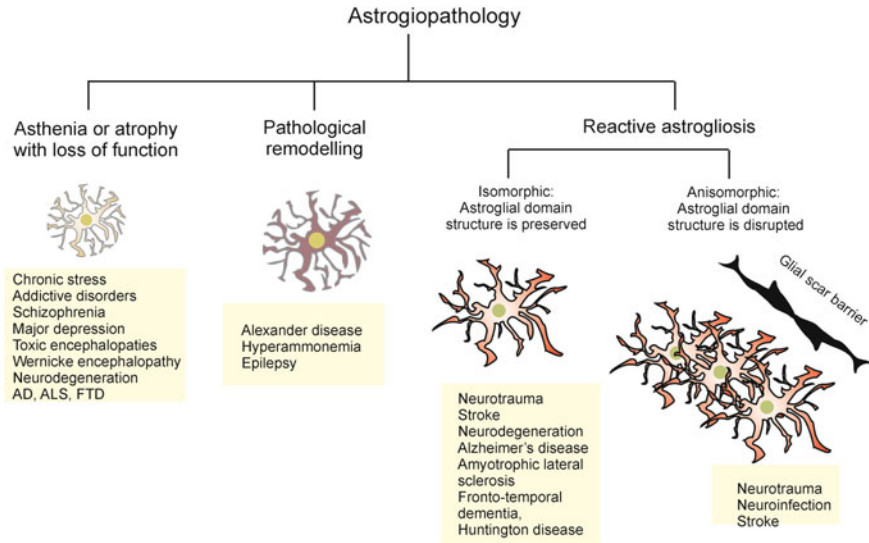 Astrogiopathology
Asthenia or atrophy
with loss of function
Pathological
remodelling
Reactive astrogliosis
Isomorphic:
Astroglial domain
structure is preserved
Anisomorphic:
Astroglial domain
structure is disrupted
Glial scar barrier
Chronic stress
Addictive disorders
Schizophrenia
Major depression
Toxic encephalopaties
Wernicke encephalopathy
Neurodegeneration
AD, ALS, FTD
Alexander disease
Hyperammonemia
Epilepsy
Neurotrauma
Stroke
Neurodegeneration
Alzheimer's disease
Amyotrophic lateral
sclerosis
Fronto-temporal
dementia,
Huntington disease
Neurotrauma
Neuroinfection
Stroke